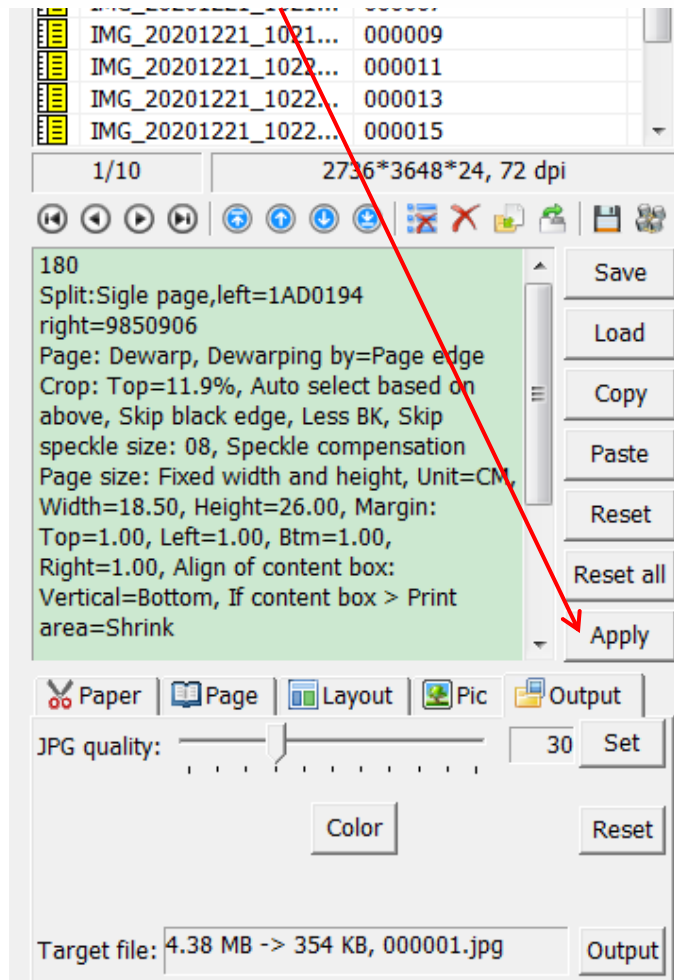 IMG_20201221_1021... 000007
IMG_20201221_1021... 000009
IMG_20201221_1022... 000011
IMG_20201221_1022... 000013
IMG_20201221_1022... 000015
1/10 2736*3648*24, 72 dpi
180
Split:Sigle page,left=1AD0194
right=9850906
Page: Dewarp, Dewarping by=Page edge
Crop: Top=11.9%, Auto select based on
above, Skip black edge, Less BK, Skip
speckle size: 08, Speckle compensation
Page size: Fixed width and height, Unit=CM,
Width=18.50, Height=26.00, Margin:
Top=1.00, Left=1.00, Btm=1.00,
Right=1.00, Align of content box:
Vertical=Bottom, If content box > Print
area=Shrink
Save
Load
Copy
Paste
Reset
Reset all
Apply
Paper Page Layout Pic Output
JPG quality: 30 Set
Color Reset
Target file: 4.38 MB -> 354 KB, 000001.jpg Output